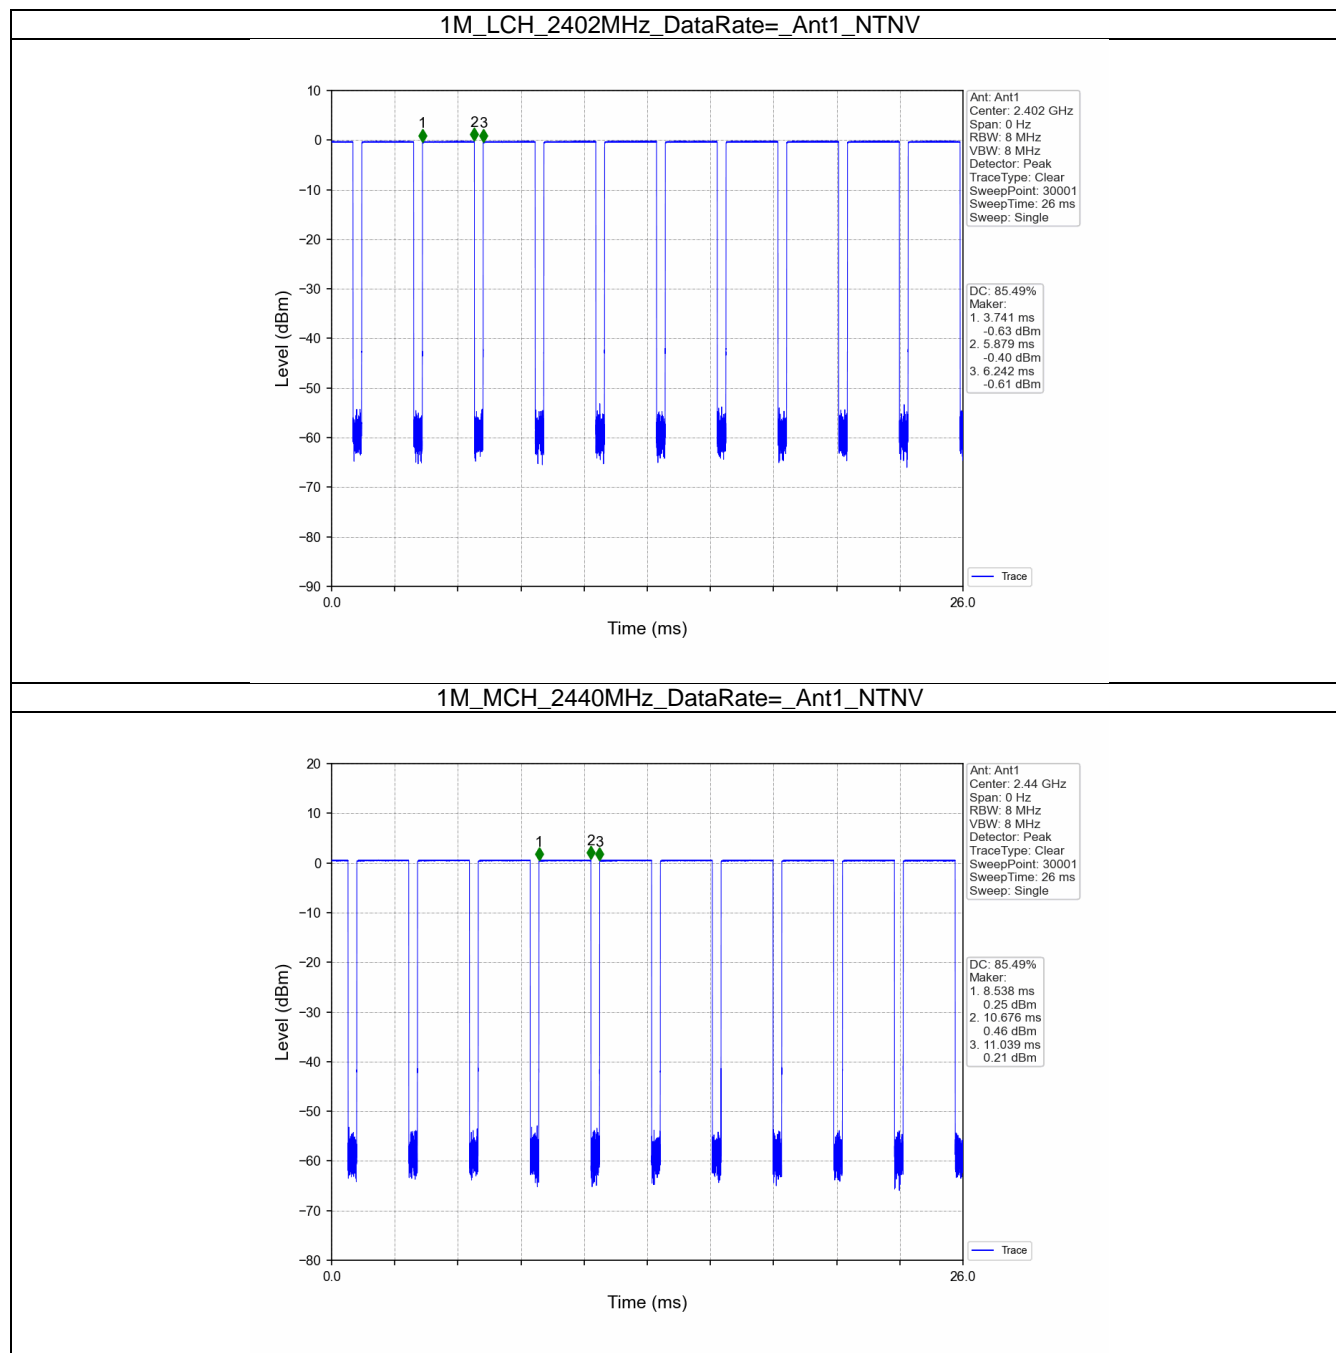 1M_LCH_2402MHz_DataRate=_Ant1_NTNV
10
0
−10
−20
−30
−40
−50
−60
−70
−80
−90
Level (dBm)
1
2
3
0.0
26.0
Time (ms)
Ant: Ant1
Center: 2.402 GHz
Span: 0 Hz
RBW: 8 MHz
VBW: 8 MHz
Detector: Peak
TraceType: Clear
SweepPoint: 30001
SweepTime: 26 ms
Sweep: Single
DC: 85.49%
Maker:
1. 3.741 ms
-0.63 dBm
2. 5.879 ms
-0.40 dBm
3. 6.242 ms
-0.61 dBm
Trace
1M_MCH_2440MHz_DataRate=_Ant1_NTNV
20
10
0
−10
−20
−30
−40
−50
−60
−70
−80
Level (dBm)
1
2
3
0.0
26.0
Time (ms)
Ant: Ant1
Center: 2.44 GHz
Span: 0 Hz
RBW: 8 MHz
VBW: 8 MHz
Detector: Peak
TraceType: Clear
SweepPoint: 30001
SweepTime: 26 ms
Sweep: Single
DC: 85.49%
Maker:
1. 8.538 ms
0.25 dBm
2. 10.676 ms
0.46 dBm
3. 11.039 ms
0.21 dBm
Trace